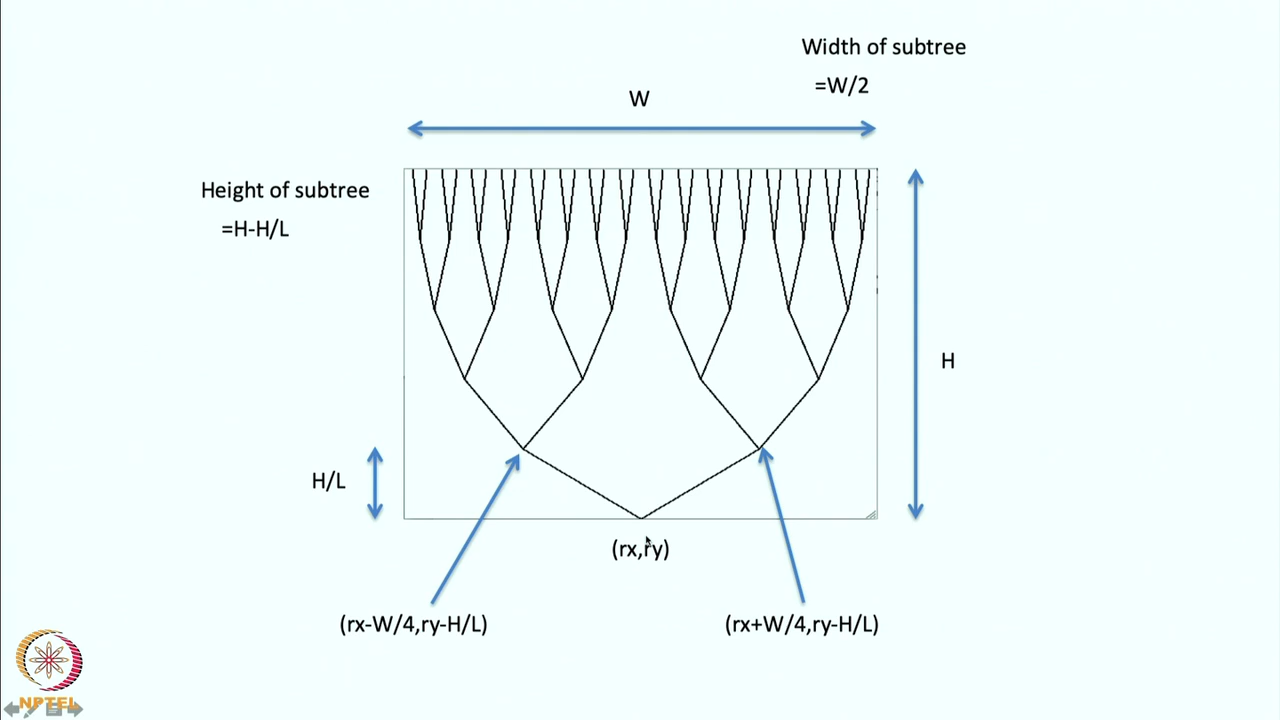 Width of subtree
=W/2
W
Height of subtree
=H-H/L
H
H/L
(rx,ry)
(rx-W/4,ry-H/L)
(rx+W/4,ry-H/L)
NPTEL